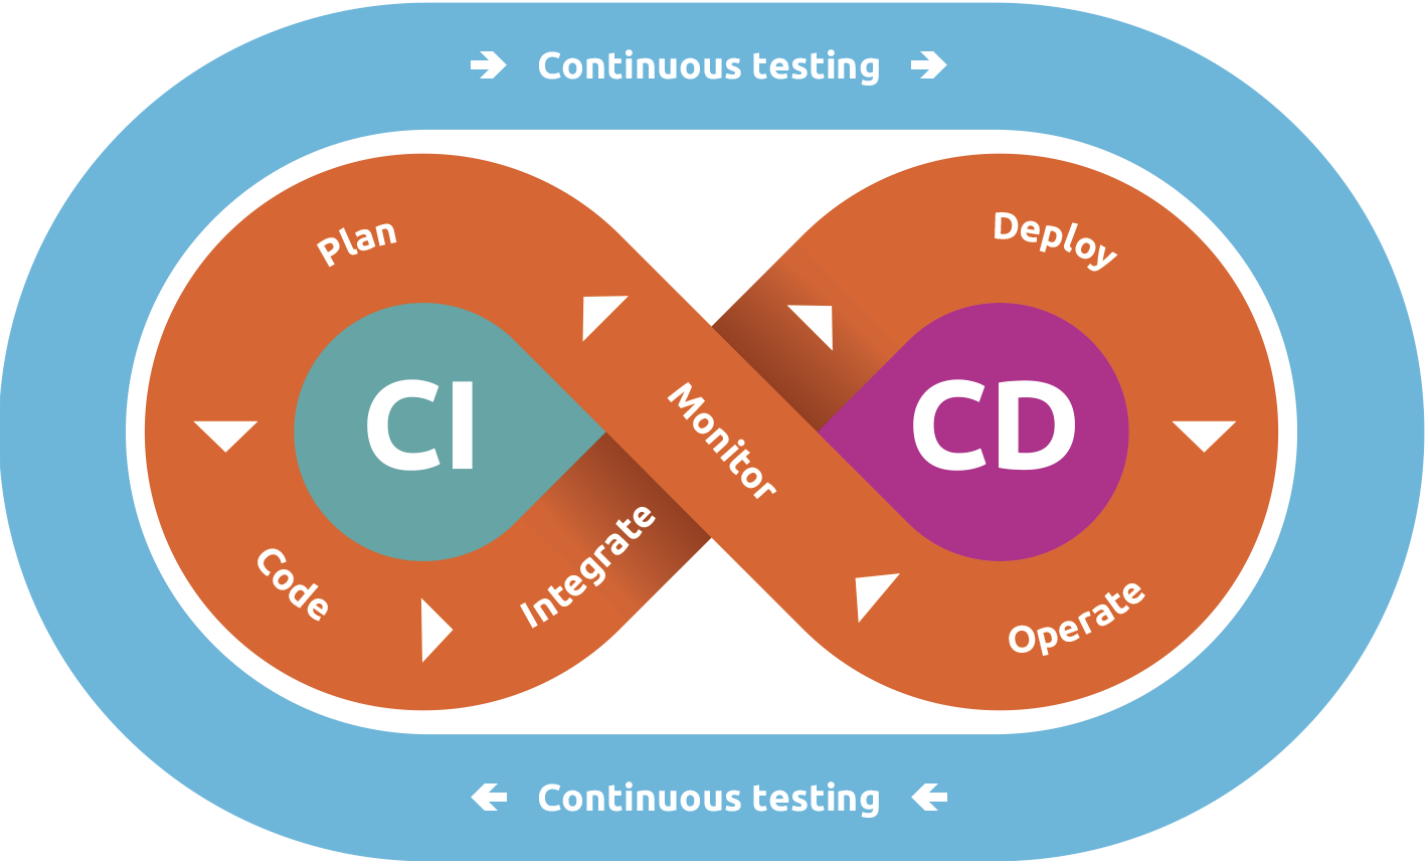 Continuous testing
Plan
Deploy
CI
CD
Monitor
Code
Integrate
Operate
Continuous testing